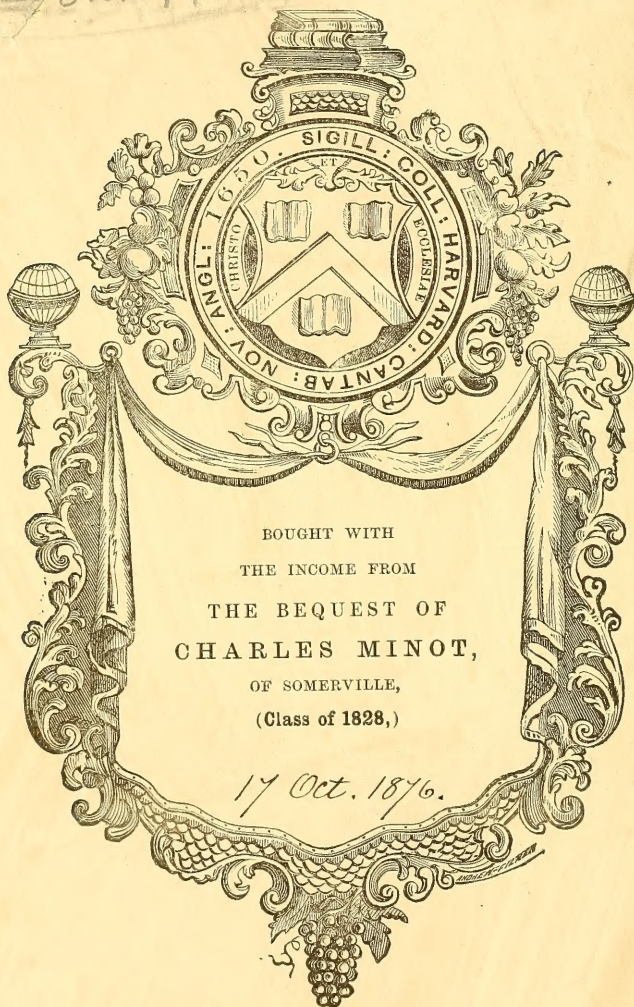 SIGILL: COLL: HARVARD: CANTAB: NOV: ANGL: 1650.
CHRISTO
ET
ECCLESIAE
BOUGHT WITH
THE INCOME FROM
THE BEQUEST OF
CHARLES MINOT,
OF SOMERVILLE,
(Class of 1828,)
17 Oct. 1876.